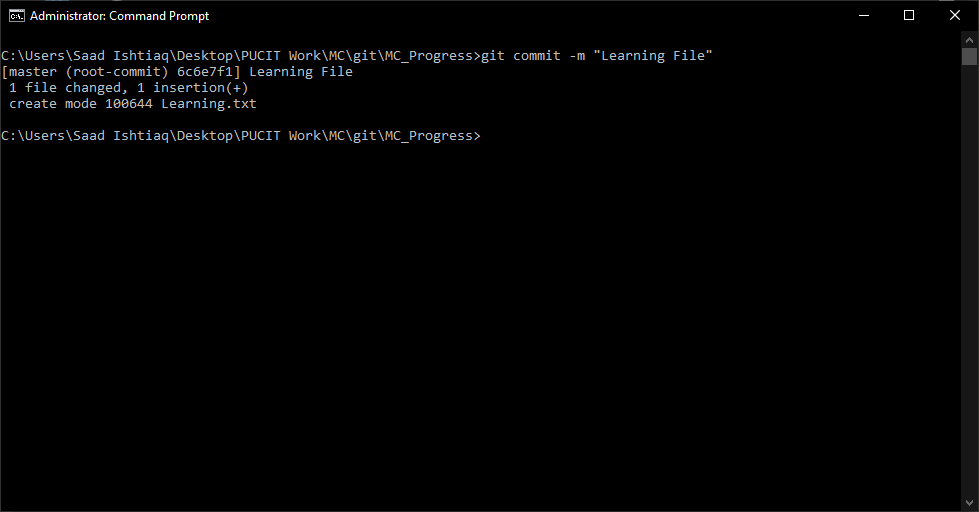 Administrator: Command Prompt
C:\Users\Saad Ishtiaq\Desktop\PUCIT Work\MC\git\MC_Progress>git commit -m "Learning File"
[master (root-commit) 6c6e7f1] Learning File
 1 file changed, 1 insertion(+)
 create mode 100644 Learning.txt
C:\Users\Saad Ishtiaq\Desktop\PUCIT Work\MC\git\MC_Progress>